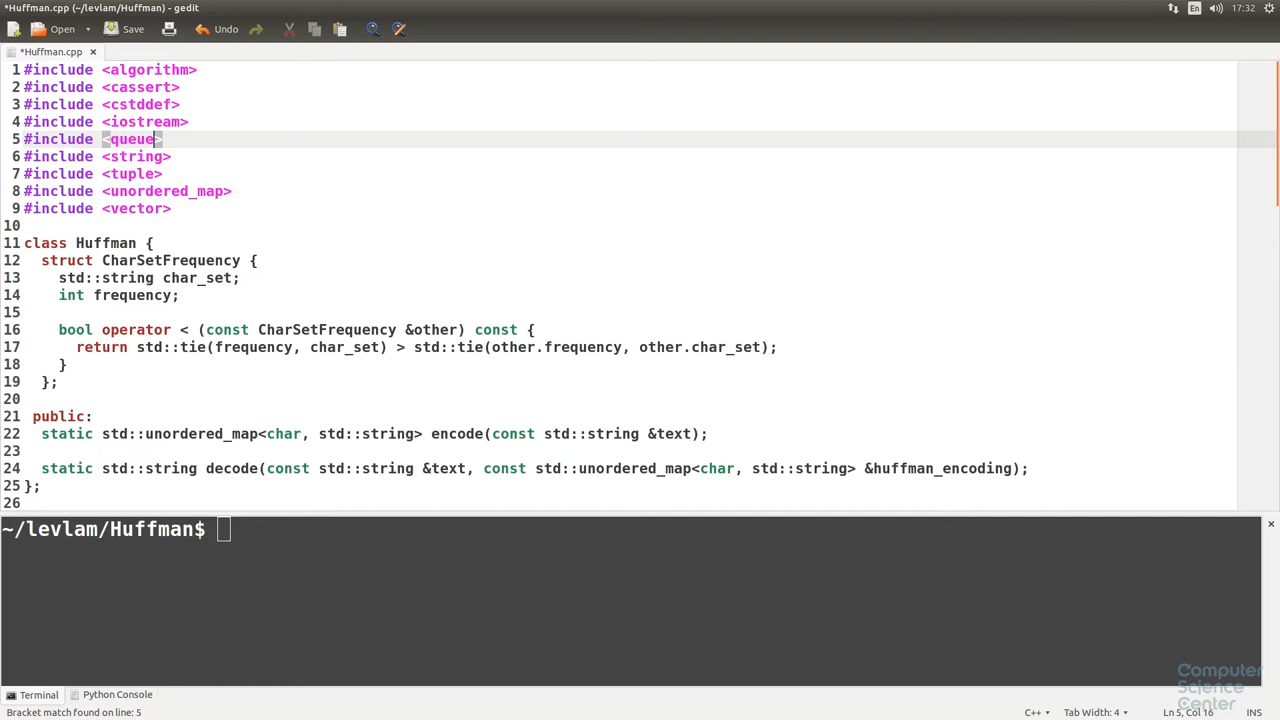 *Huffman.cpp (~/levlam/Huffman) - gedit
En 17:32
Open Save Undo
*Huffman.cpp ×
1 #include <algorithm>
2 #include <cassert>
3 #include <cstddef>
4 #include <iostream>
5 #include <queue>
6 #include <string>
7 #include <tuple>
8 #include <unordered_map>
9 #include <vector>
10
11 class Huffman {
12   struct CharSetFrequency {
13     std::string char_set;
14     int frequency;
15
16     bool operator < (const CharSetFrequency &other) const {
17       return std::tie(frequency, char_set) > std::tie(other.frequency, other.char_set);
18     }
19   };
20
21  public:
22   static std::unordered_map<char, std::string> encode(const std::string &text);
23
24   static std::string decode(const std::string &text, const std::unordered_map<char, std::string> &huffman_encoding);
25 };
26
~/levlam/Huffman$
Computer
Science
Center
Terminal Python Console
Bracket match found on line: 5 C++ Tab Width: 4 Ln 5, Col 16 INS